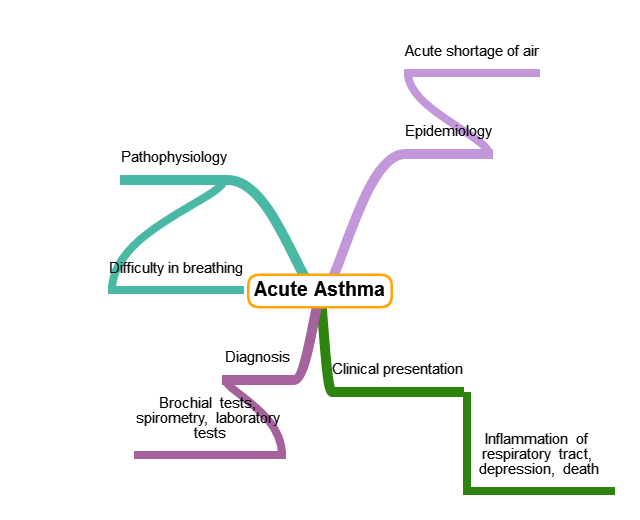 Acute shortage of air
Epidemiology
Pathophysiology
Difficulty in breathing
Acute Asthma
Diagnosis
Brochial tests,
spirometry, laboratory
tests
Clinical presentation
Inflammation of
respiratory tract,
depression, death